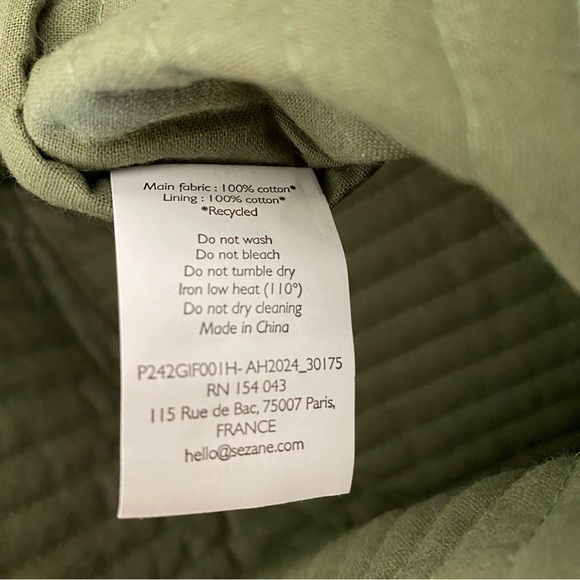 Main fabric : 100% cotton*
Lining : 100% cotton*
*Recycled
Do not wash
Do not bleach
Do not tumble dry
Iron low heat (110°)
Do not dry cleaning
Made in China
P242GIF001H- AH2024_30175
RN 154 043
115 Rue de Bac, 75007 Paris,
FRANCE
hello@sezane.com